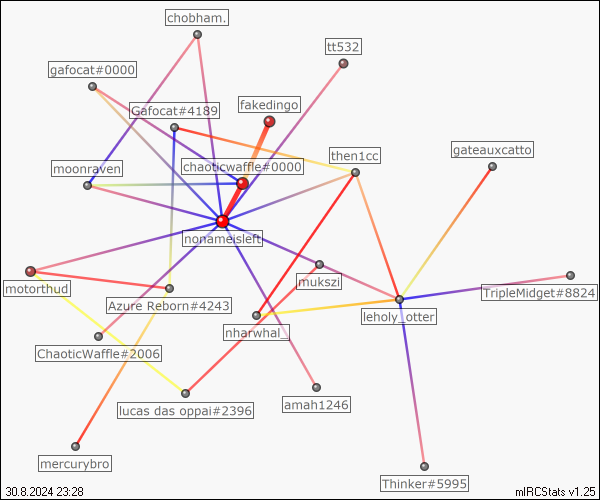 chobham.
tt532
gafocat#0000
fakedingo
Gafocat#4189
gateauxcatto
then1cc
chaoticwaffle#0000
moonraven
nonameisleft
mukszi
motorthud
TripleMidget#8824
Azure Reborn#4243
leholy_otter
nharwhal_
ChaoticWaffle#2006
amah1246
lucas das oppai#2396
mercurybro
Thinker#5995
30.8.2024 23:28
mIRCStats v1.25